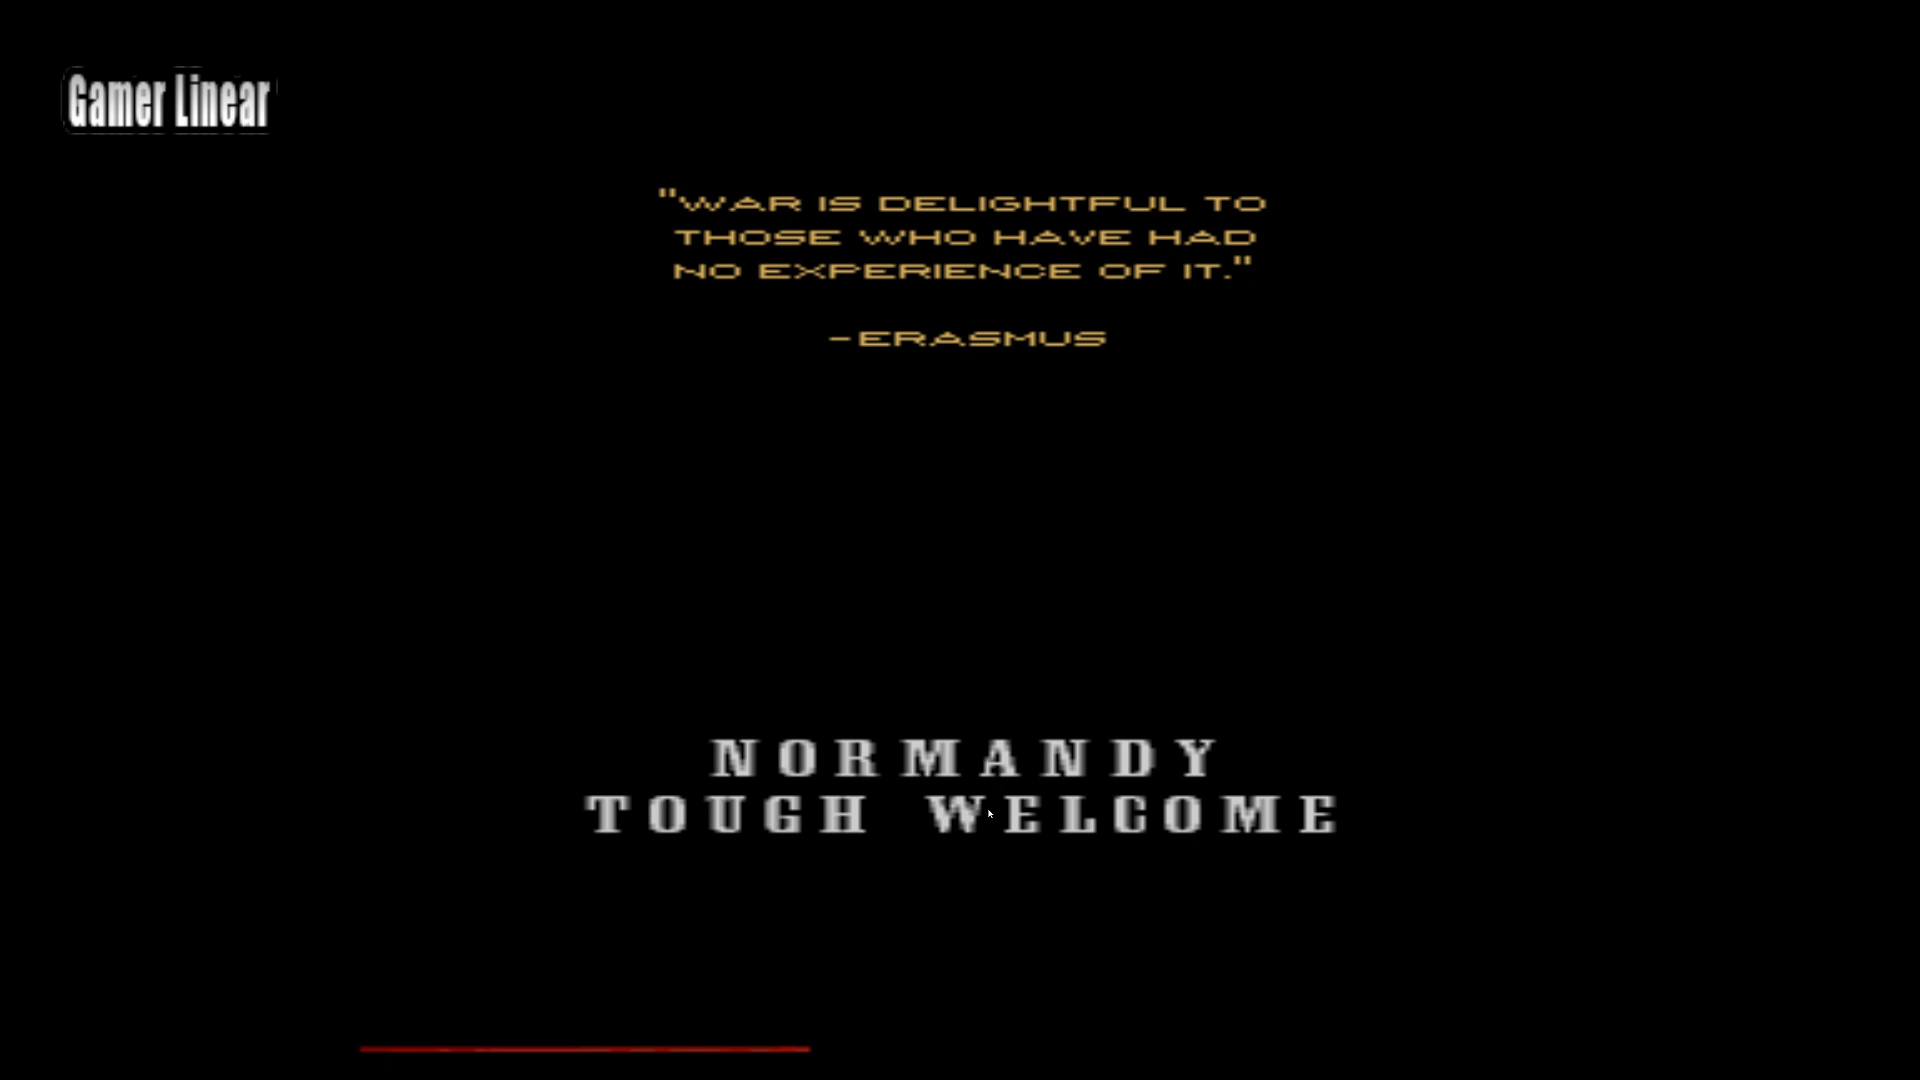 Gamer Linear
"WAR IS DELIGHTFUL TO
THOSE WHO HAVE HAD
NO EXPERIENCE OF IT."
-ERASMUS
NORMANDY
TOUGH WELCOME